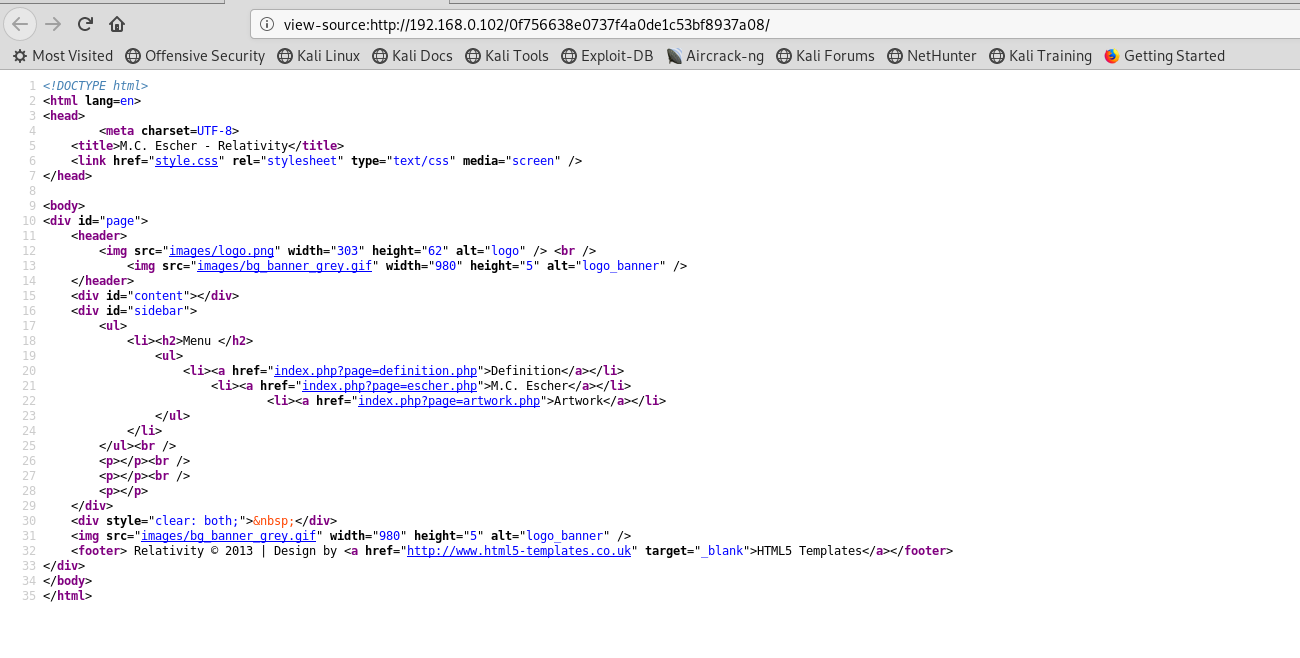 view-source:http://192.168.0.102/0f756638e0737f4a0de1c53bf8937a08/
Most Visited Offensive Security Kali Linux Kali Docs Kali Tools Exploit-DB Aircrack-ng Kali Forums NetHunter Kali Training Getting Started
1 <!DOCTYPE html>
2 <html lang=en>
3 <head>
4 <meta charset=UTF-8>
5 <title>M.C. Escher - Relativity</title>
6 <link href="style.css" rel="stylesheet" type="text/css" media="screen" />
7 </head>
8
9 <body>
10 <div id="page">
11 <header>
12 <img src="images/logo.png" width="303" height="62" alt="logo" /> <br />
13 <img src="images/bg_banner_grey.gif" width="980" height="5" alt="logo_banner" />
14 </header>
15 <div id="content"></div>
16 <div id="sidebar">
17 <ul>
18 <li><h2>Menu </h2>
19 <ul>
20 <li><a href="index.php?page=definition.php">Definition</a></li>
21 <li><a href="index.php?page=escher.php">M.C. Escher</a></li>
22 <li><a href="index.php?page=artwork.php">Artwork</a></li>
23 </ul>
24 </li>
25 </ul><br />
26 <p></p><br />
27 <p></p><br />
28 <p></p>
29 </div>
30 <div style="clear: both;">&nbsp;</div>
31 <img src="images/bg_banner_grey.gif" width="980" height="5" alt="logo_banner" />
32 <footer> Relativity © 2013 | Design by <a href="http://www.html5-templates.co.uk" target="_blank">HTML5 Templates</a></footer>
33 </div>
34 </body>
35 </html>